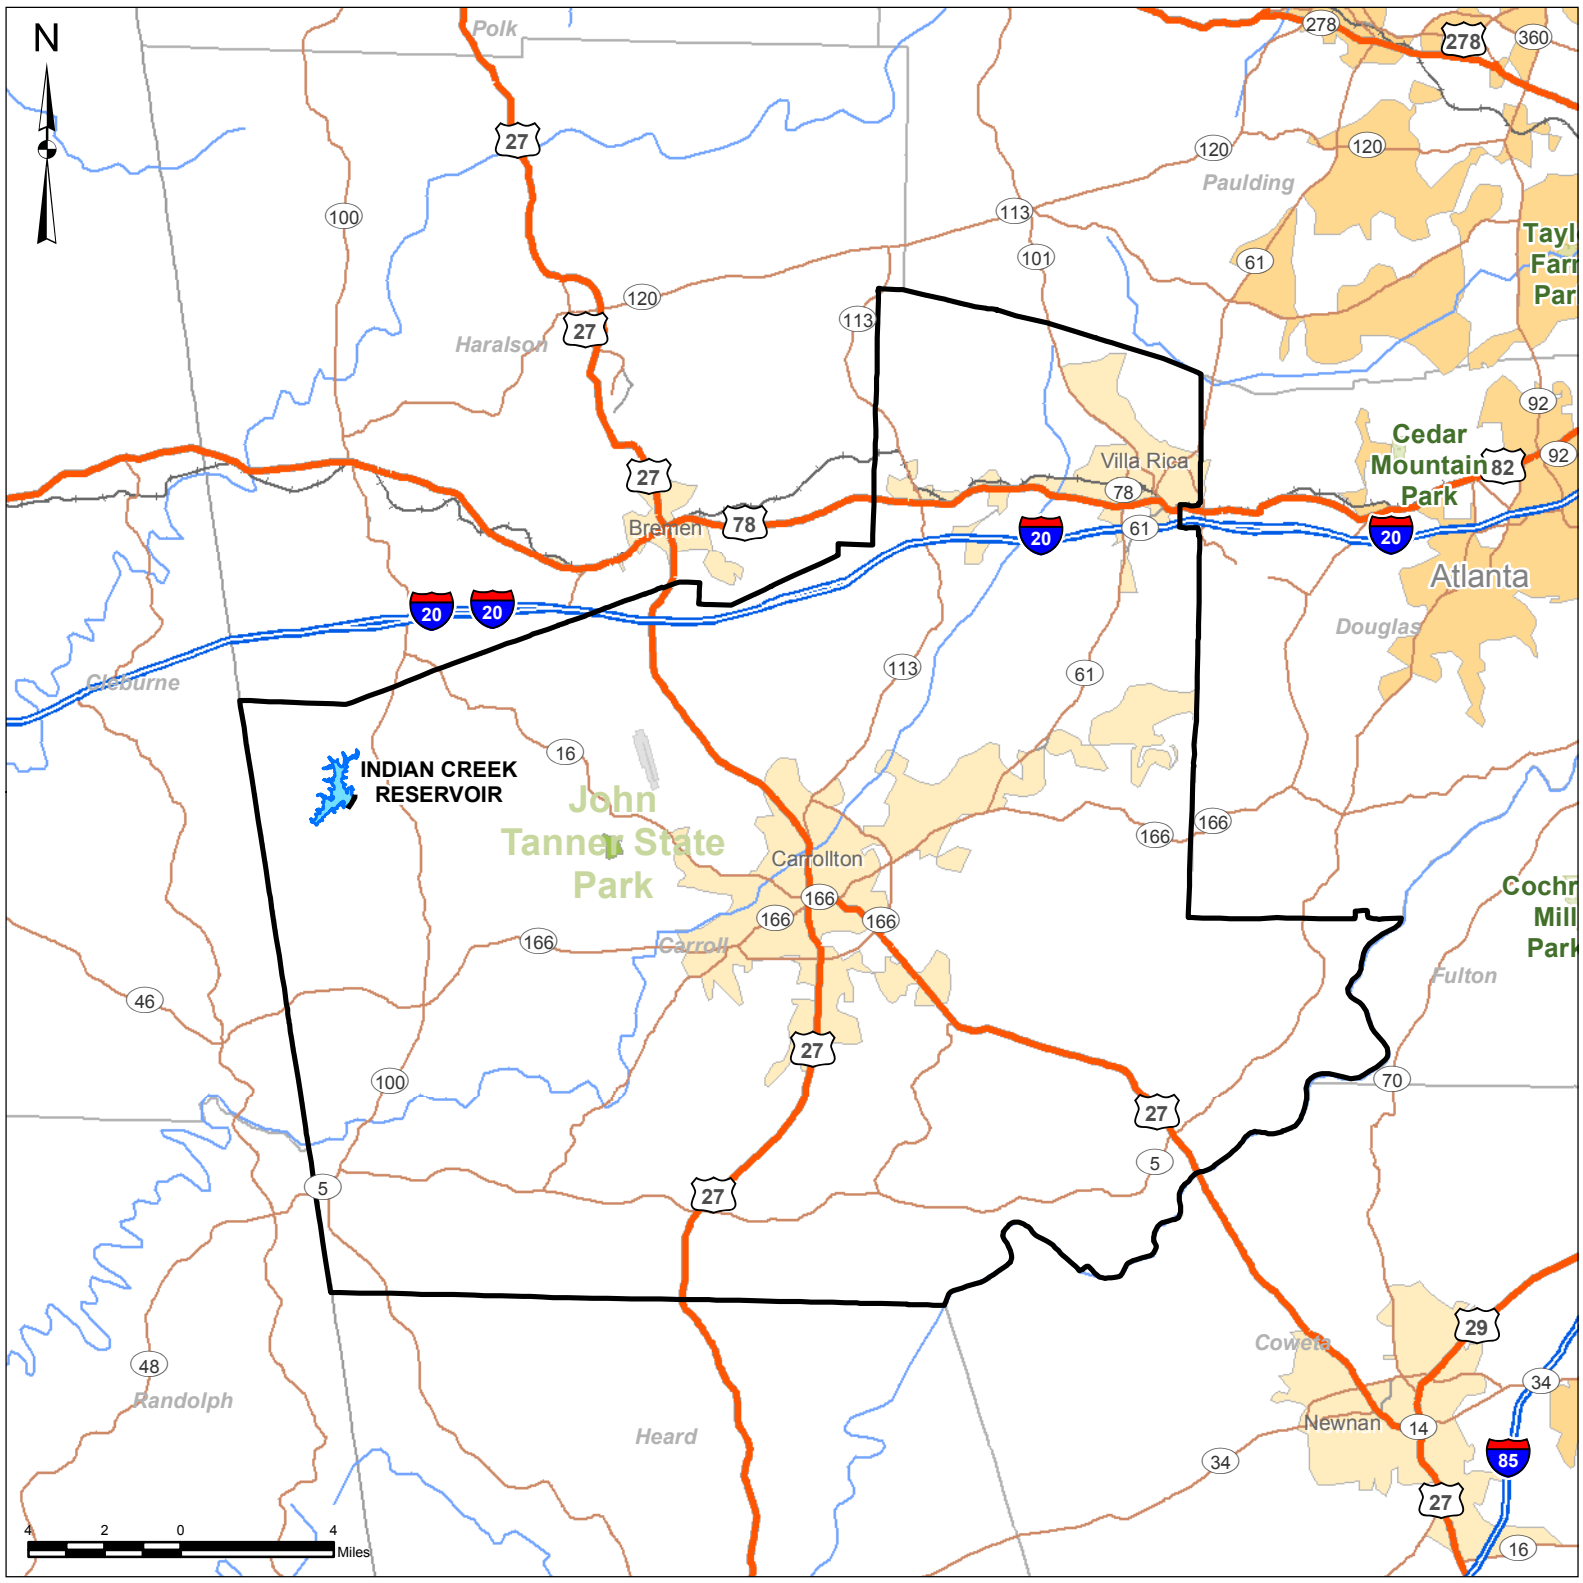 Polk
278
278
360
N
27
120
120
Paulding
100
113
Tayl
Farr
Par
101
61
120
113
27
Haralson
92
Cedar
Mountain
Park
92
82
Villa Rica
27
78
Bremen
78
61
20
20
Atlanta
20
20
Douglas
113
61
Cleburne
16
INDIAN CREEK
RESERVOIR
John
Tanner State
Park
166
166
Carrollton
166
166
166
Cochr
Mill
Park
166
Carroll
Fulton
46
27
100
70
27
5
5
27
29
Coweta
48
34
Randolph
Newnan
14
Heard
34
85
27
4
2
0
4
Miles
16